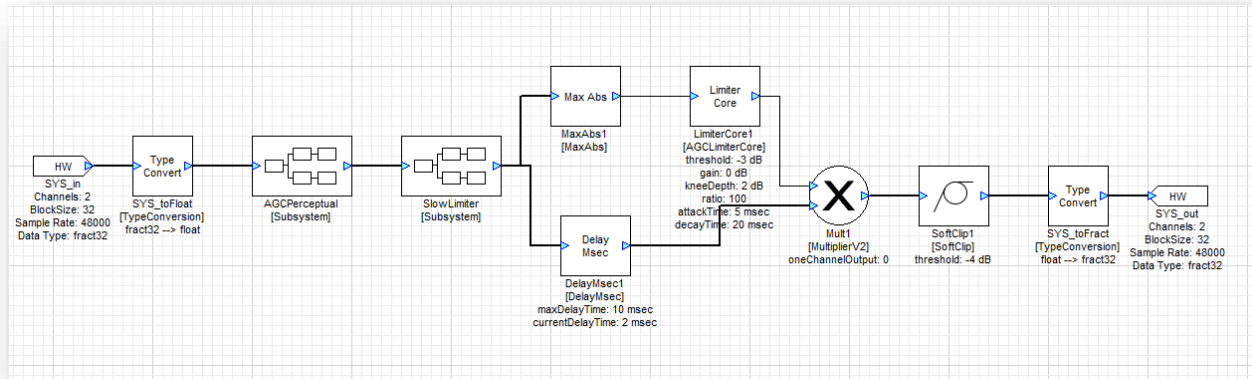 HW
SYS_in
Channels: 2
BlockSize: 32
Sample Rate: 48000
Data Type: fract32
Type
Convert
SYS_toFloat
[TypeConversion]
fract32 --> float
AGCPerceptual
[Subsystem]
SlowLimiter
[Subsystem]
Max Abs
MaxAbs1
[MaxAbs]
Limiter
Core
LimiterCore1
[AGCLimiterCore]
threshold: -3 dB
gain: 0 dB
kneeDepth: 2 dB
ratio: 100
attackTime: 5 msec
decayTime: 20 msec
Delay
Msec
DelayMsec1
[DelayMsec]
maxDelayTime: 10 msec
currentDelayTime: 2 msec
X
Mult1
[MultiplierV2]
oneChannelOutput: 0
SoftClip1
[SoftClip]
threshold: -4 dB
Type
Convert
SYS_toFract
[TypeConversion]
float --> fract32
HW
SYS_out
Channels: 2
BlockSize: 32
Sample Rate: 48000
Data Type: fract32